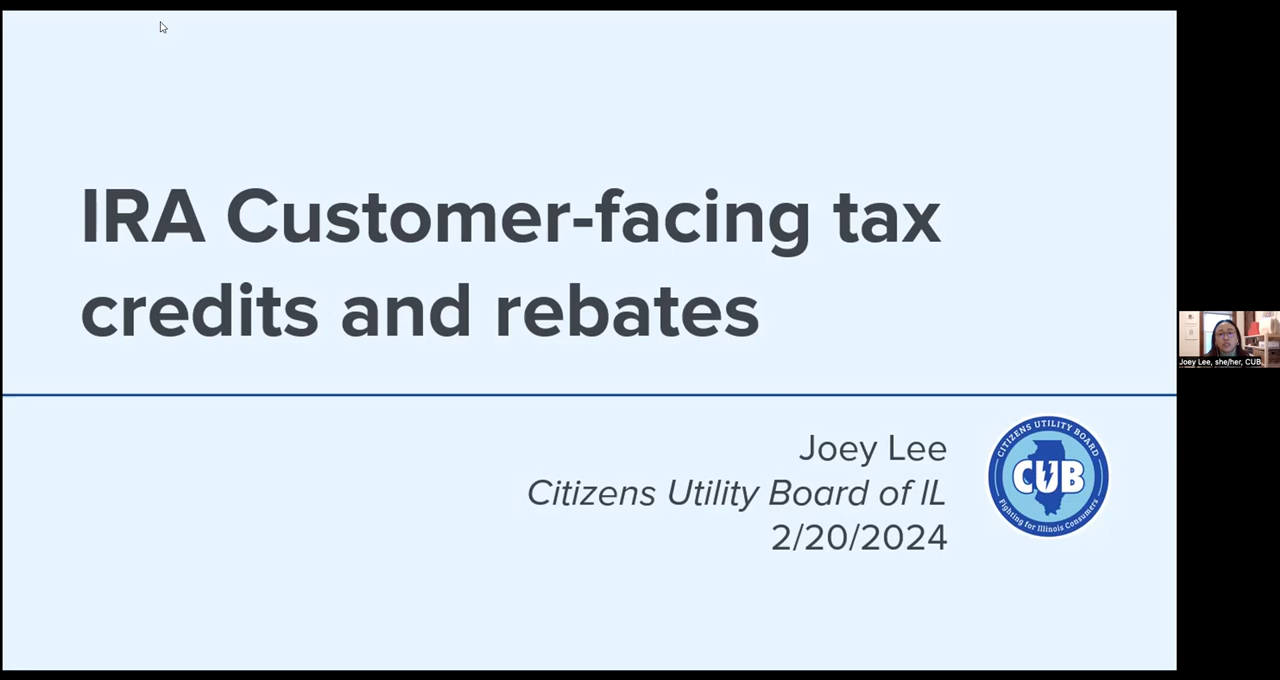 IRA Customer-facing tax
credits and rebates
Joey Lee
Citizens Utility Board of IL
2/20/2024
CITIZENS UTILITY BOARD
CUB
Fighting for Illinois Consumers
Joey Lee, she/her, CUB